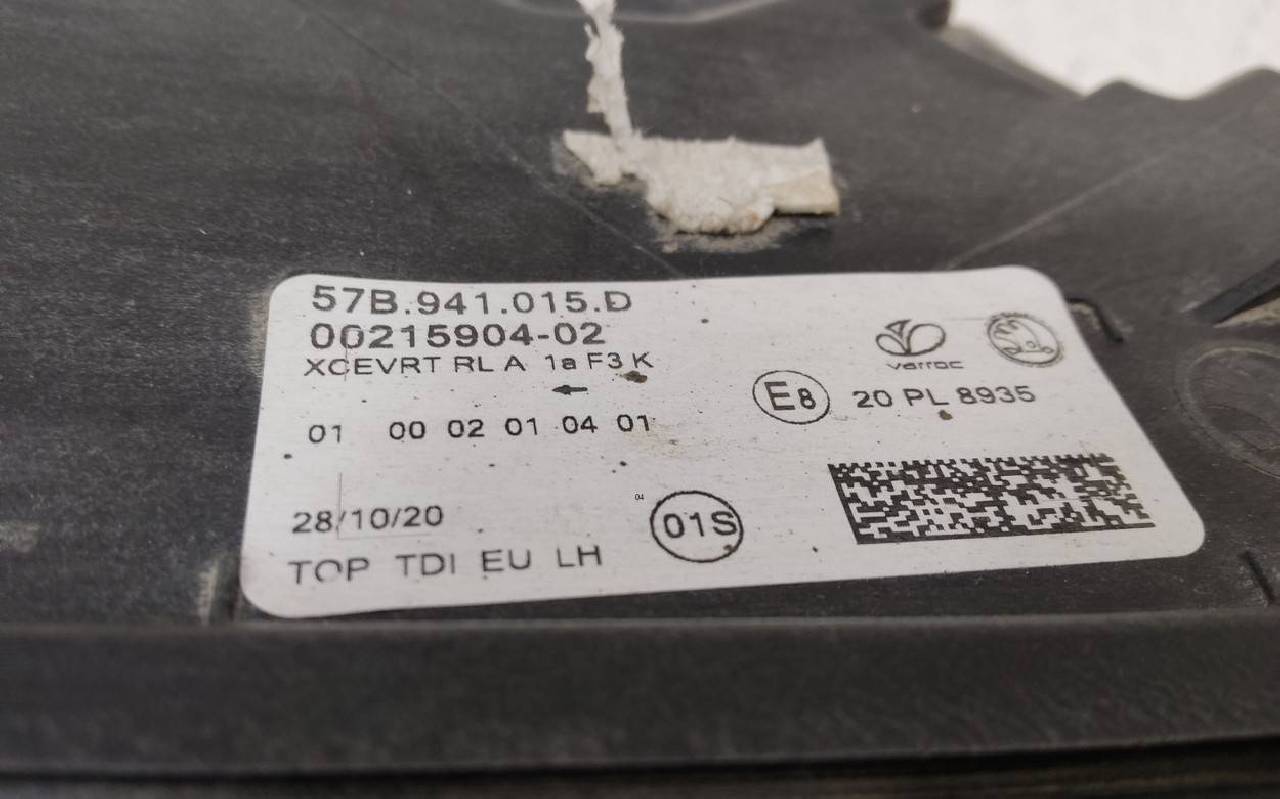 57B.941.015.D
00215904-02
XCEVRT RL A 1a F3 K
varroc
E8 20 PL 8935
01 00 02 01 04 01
04
28/10/20
01S
TOP TDI EU LH